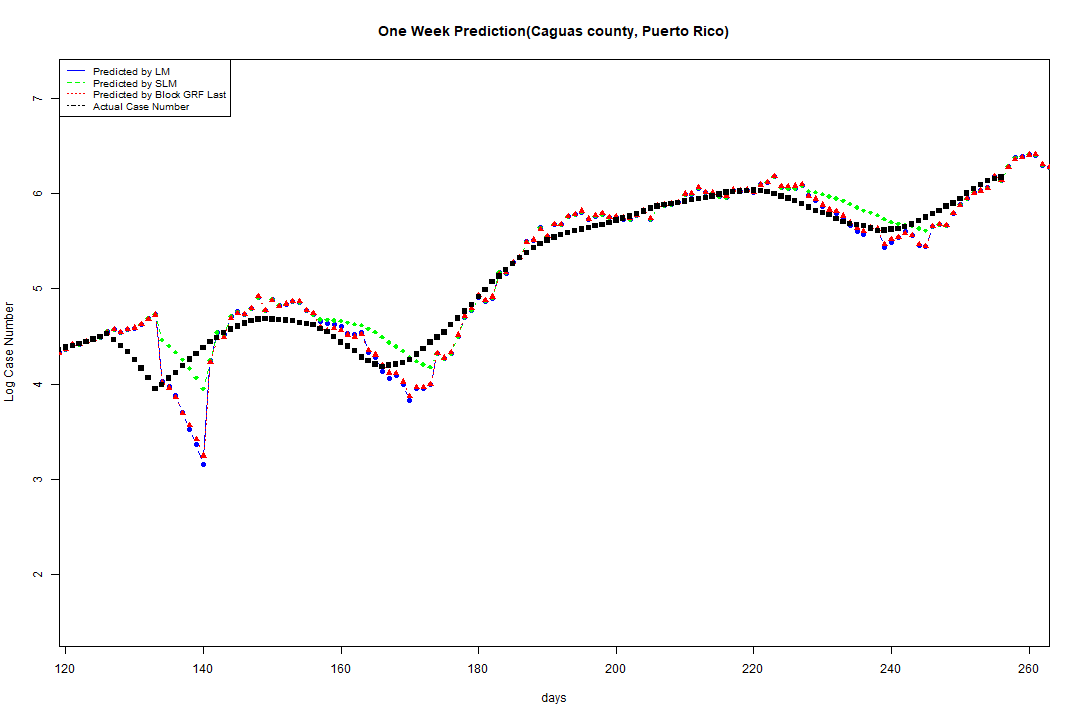 One Week Prediction(Caguas county, Puerto Rico)
Predicted by LM
Predicted by SLM
Predicted by Block GRF Last
Actual Case Number
7
6
5
4
3
2
Log Case Number
120 140 160 180 200 220 240 260
days